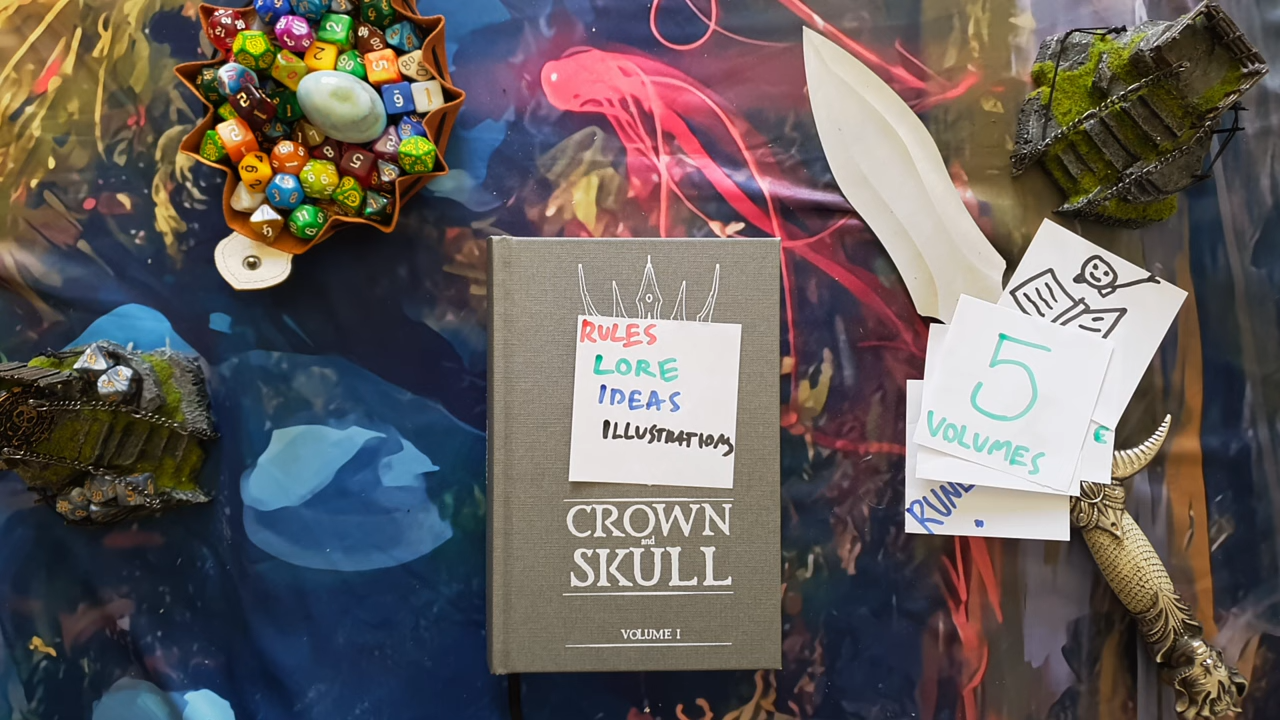 RULES
LORE
IDEAS
ILLUSTRATIONS
CROWN
and
SKULL
VOLUME I
5
VOLUMES